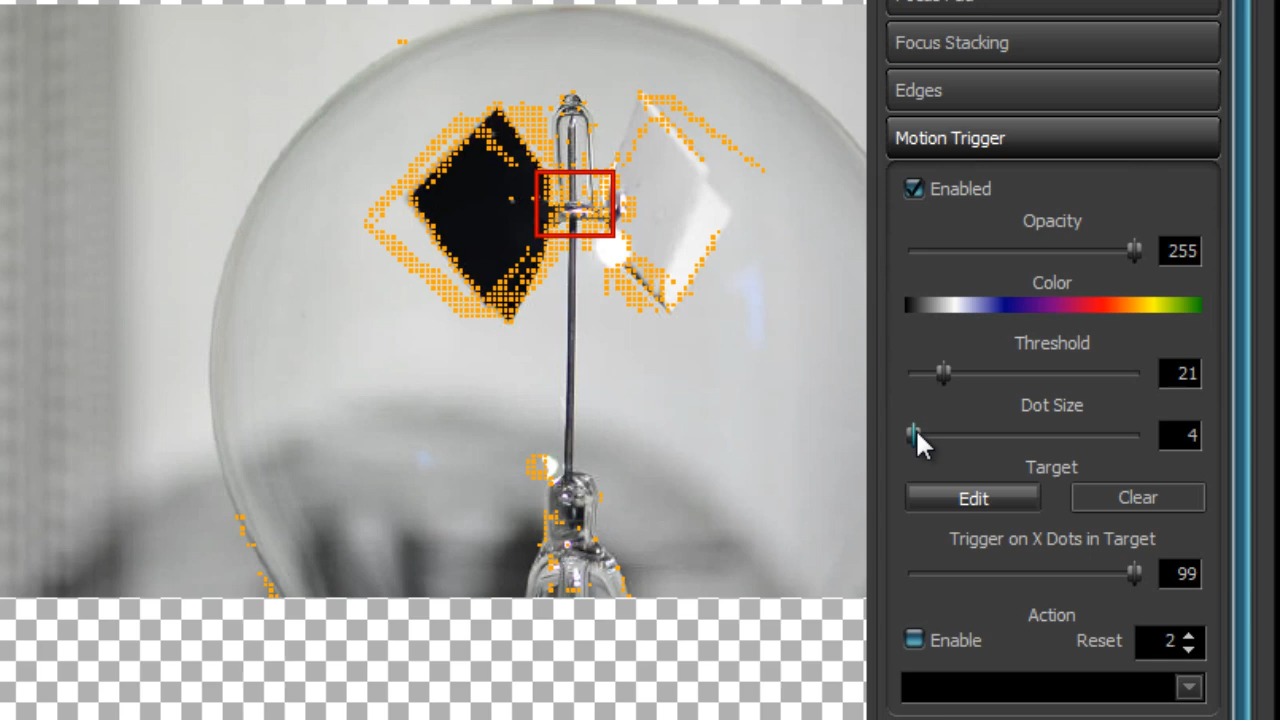 Focus Stacking
Edges
Motion Trigger
Enabled
Opacity
255
Color
Threshold
21
Dot Size
4
Target
Edit
Clear
Trigger on X Dots in Target
99
Action
Enable
Reset
2